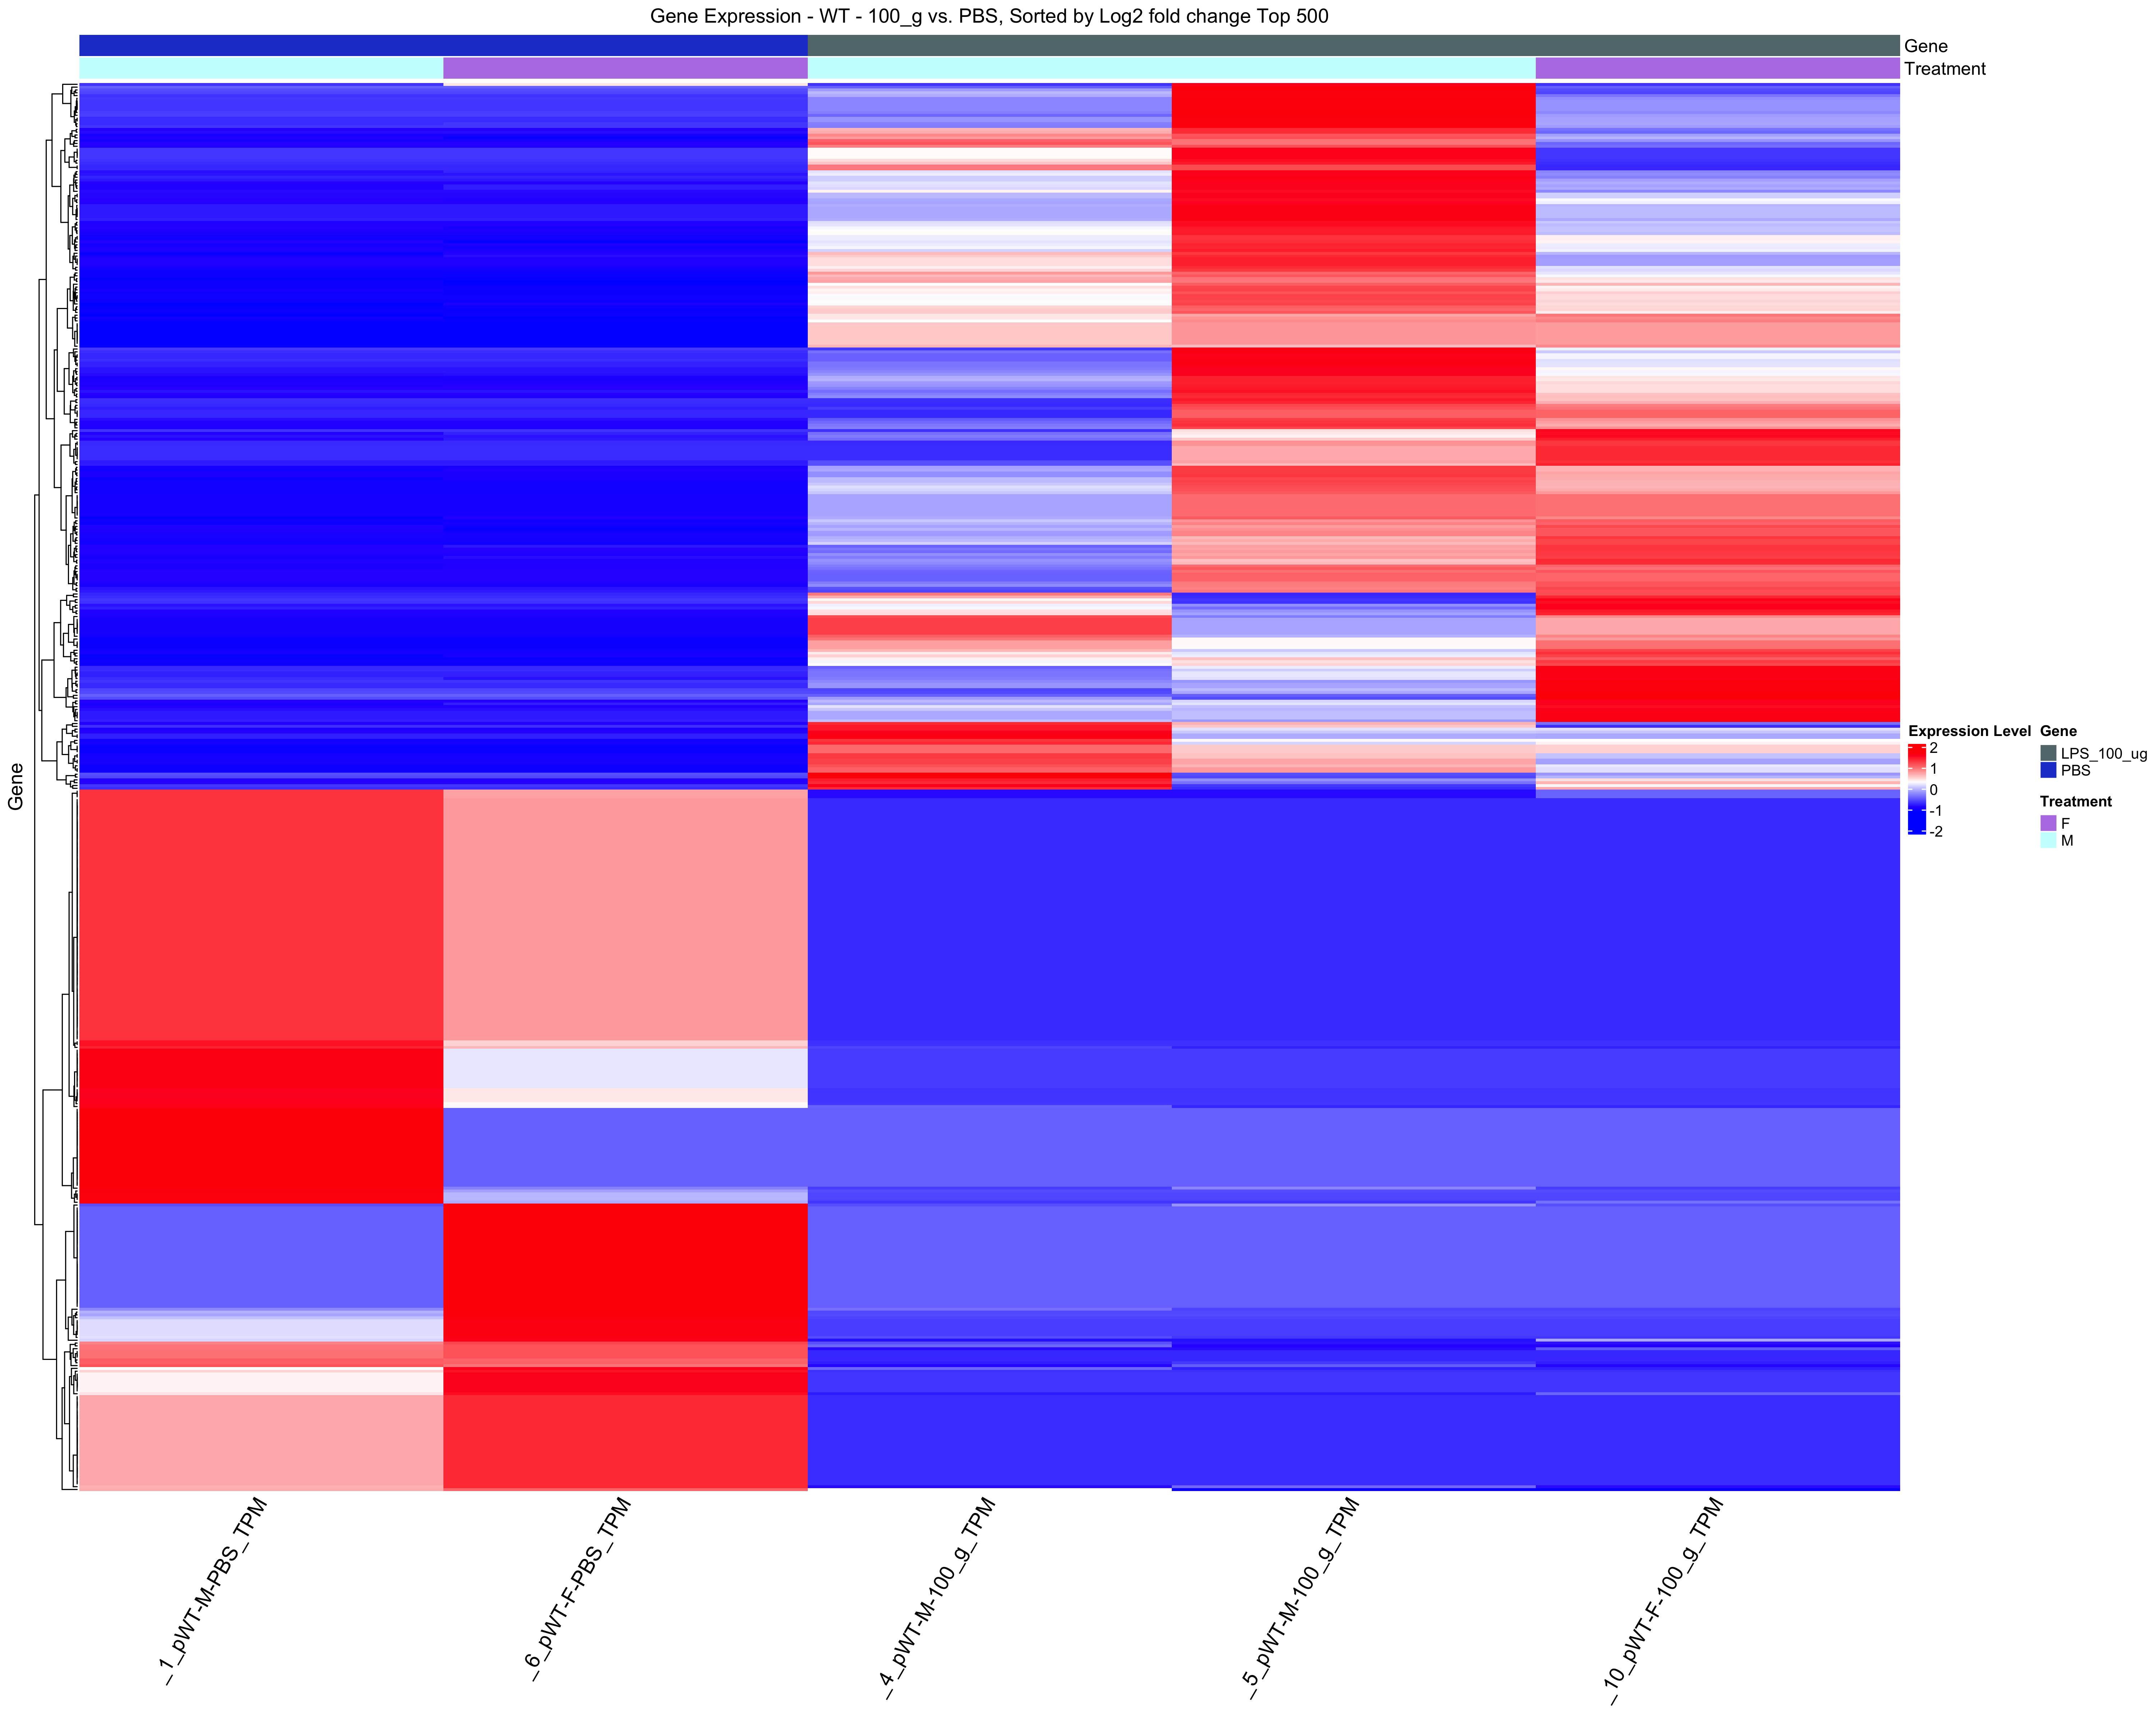 Gene Expression - WT - 100_g vs. PBS, Sorted by Log2 fold change Top 500
Gene
Treatment
Gene
Expression Level
2
1
0
-1
-2
Gene
LPS_100_ug
PBS
Treatment
F
M
_1_pWT-M-PBS_TPM
_6_pWT-F-PBS_TPM
_4_pWT-M-100_g_TPM
_5_pWT-M-100_g_TPM
_10_pWT-F-100_g_TPM